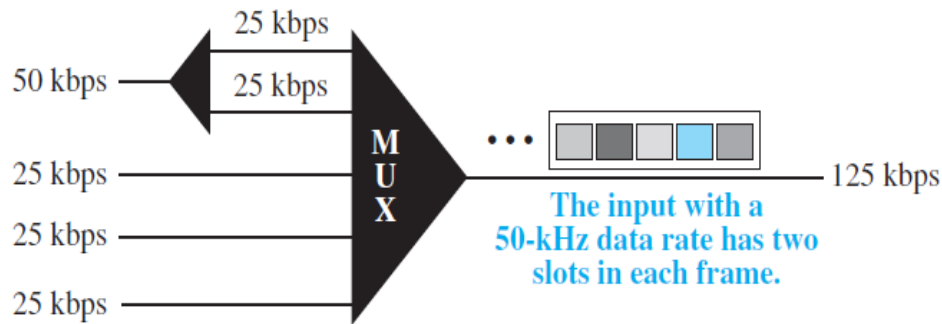 25 kbps
50 kbps
25 kbps
25 kbps
25 kbps
25 kbps
MUX
125 kbps
The input with a
50-kHz data rate has two
slots in each frame.